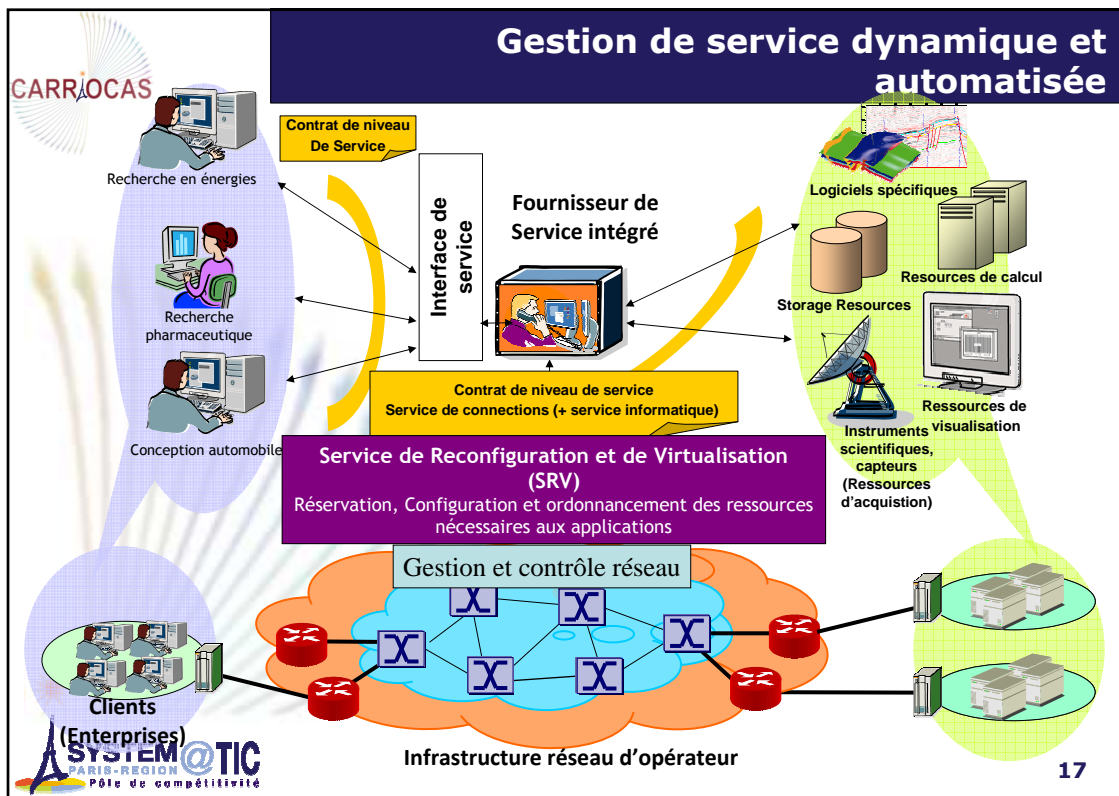 Gestion de service dynamique et
automatisée
CARRIOCAS
Contrat de niveau
De Service
Recherche en énergies
Recherche
pharmaceutique
Conception automobile
Interface de
service
Fournisseur de
Service intégré
Logiciels spécifiques
Resources de calcul
Storage Resources
Ressources de
visualisation
Instruments
scientifiques,
capteurs
(Ressources
d'acquistion)
Contrat de niveau de service
Service de connections (+ service informatique)
Service de Reconfiguration et de Virtualisation
(SRV)
Réservation, Configuration et ordonnancement des ressources
nécessaires aux applications
Gestion et contrôle réseau
Clients
(Enterprises)
Infrastructure réseau d'opérateur
SYSTEM@TIC
PARIS-REGION
Pôle de compétitivité
17